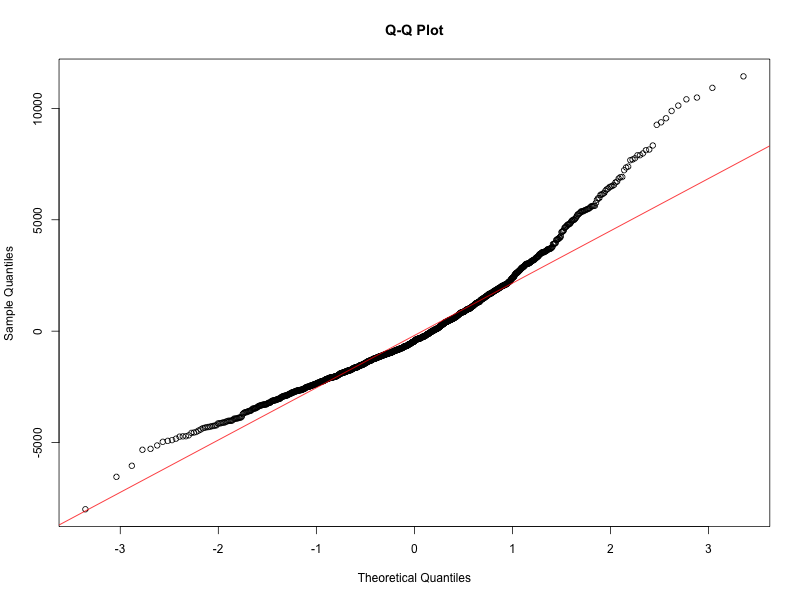 Q-Q Plot
Sample Quantiles
10000
5000
0
-5000
-3 -2 -1 0 1 2 3
Theoretical Quantiles